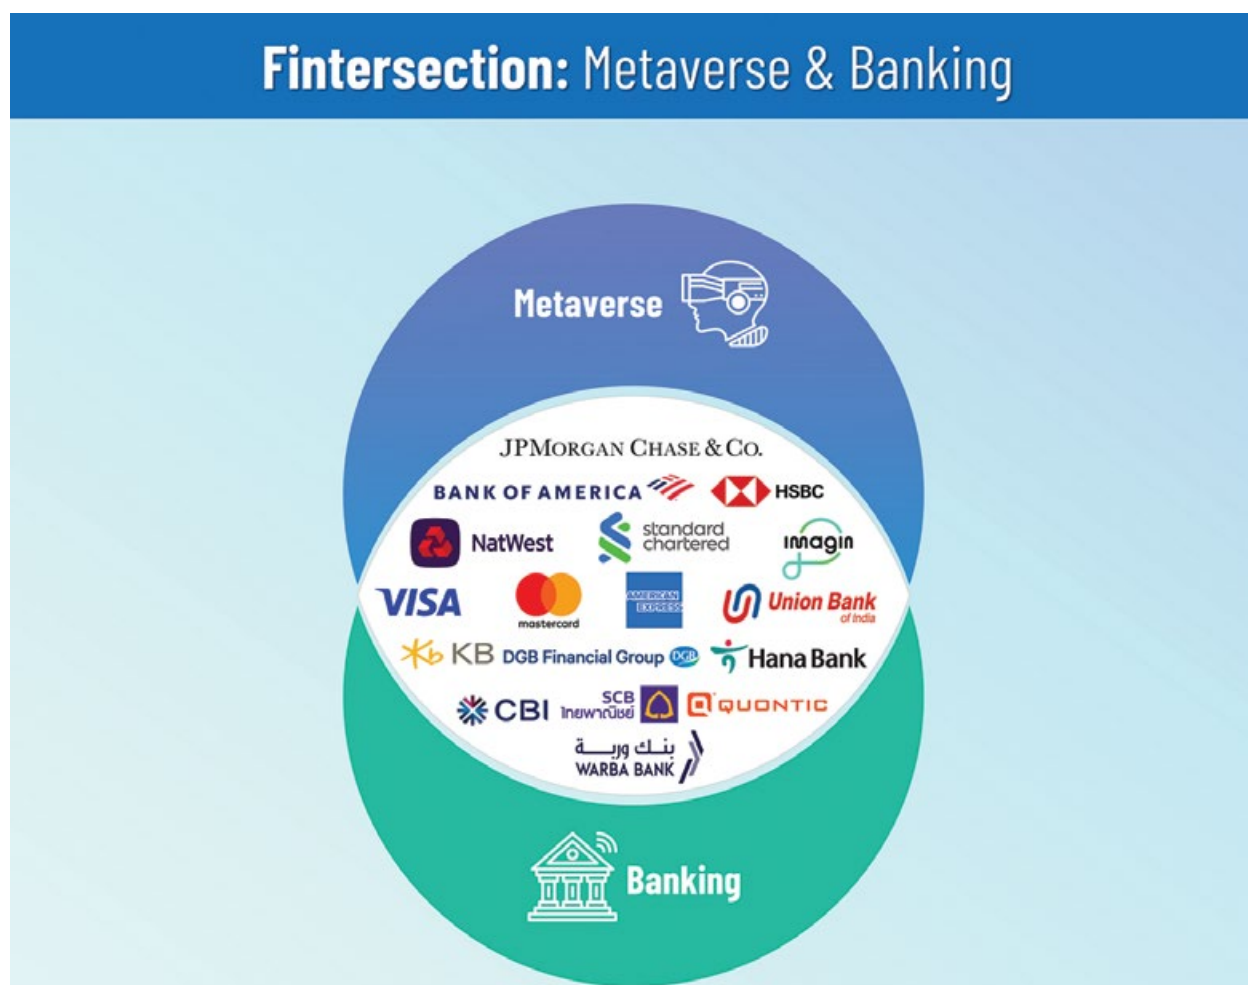 Fintersection: Metaverse & Banking
Metaverse
JPMORGAN CHASE & CO.
BANK OF AMERICA HSBC
NatWest standard chartered imagin
VISA mastercard AMERICAN EXPRESS Union Bank of India
Kb KB DGB Financial Group DGB Hana Bank
CBI SCB ไทยพาณิชย์ QUONTIC
بنك وربة
WARBA BANK
Banking